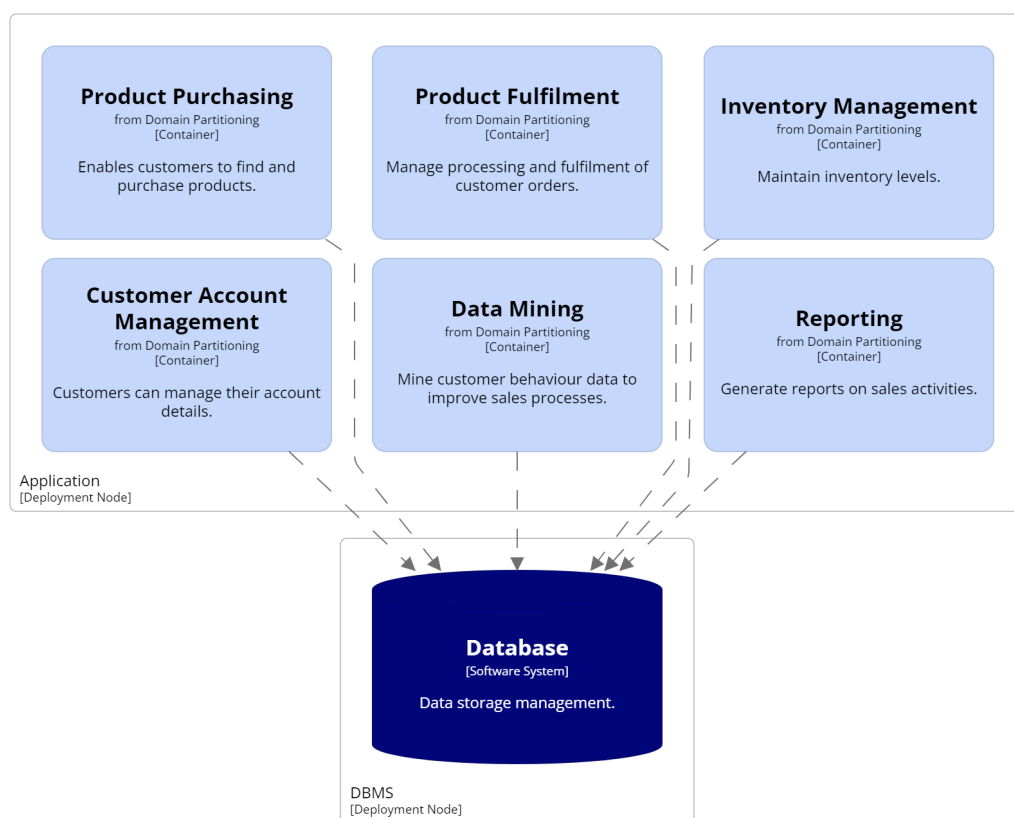 Product Purchasing
from Domain Partitioning
[Container]
Enables customers to find and
purchase products.
Product Fulfilment
from Domain Partitioning
[Container]
Manage processing and fulfilment of
customer orders.
Inventory Management
from Domain Partitioning
[Container]
Maintain inventory levels.
Customer Account
Management
from Domain Partitioning
[Container]
Customers can manage their account
details.
Data Mining
from Domain Partitioning
[Container]
Mine customer behaviour data to
improve sales processes.
Reporting
from Domain Partitioning
[Container]
Generate reports on sales activities.
Application
[Deployment Node]
Database
[Software System]
Data storage management.
DBMS
[Deployment Node]